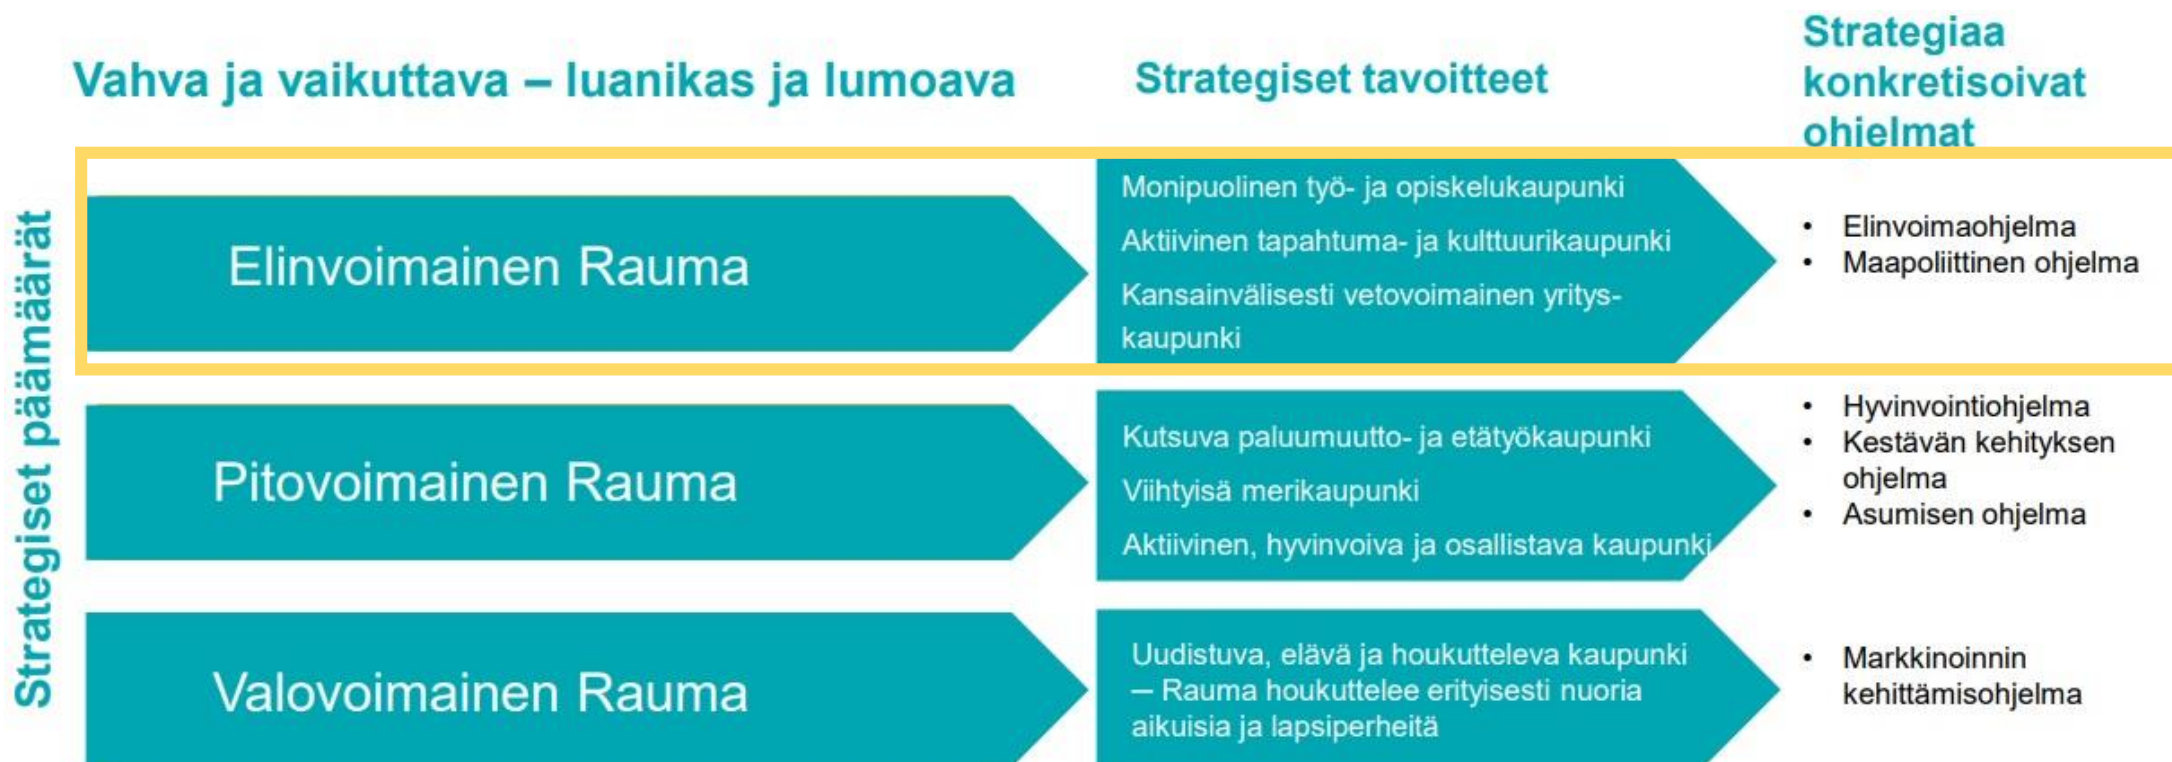 Vahva ja vaikuttava – luanikas ja lumoava
Strategiset tavoitteet
Strategiaa
konkretisoivat
ohjelmat
Strategiset päämäärät
Elinvoimainen Rauma
Monipuolinen työ- ja opiskelukaupunki
Aktiivinen tapahtuma- ja kulttuurikaupunki
Kansainvälisesti vetovoimainen yritys-
kaupunki
• Elinvoimaohjelma
• Maapoliittinen ohjelma
Pitovoimainen Rauma
Kutsuva paluumuutto- ja etätyökaupunki
Viihtyisä merikaupunki
Aktiivinen, hyvinvoiva ja osallistava kaupunki
• Hyvinvointiohjelma
• Kestävän kehityksen
ohjelma
• Asumisen ohjelma
Valovoimainen Rauma
Uudistuva, elävä ja houkutteleva kaupunki
— Rauma houkuttelee erityisesti nuoria
aikuisia ja lapsiperheitä
• Markkinoinnin
kehittämisohjelma